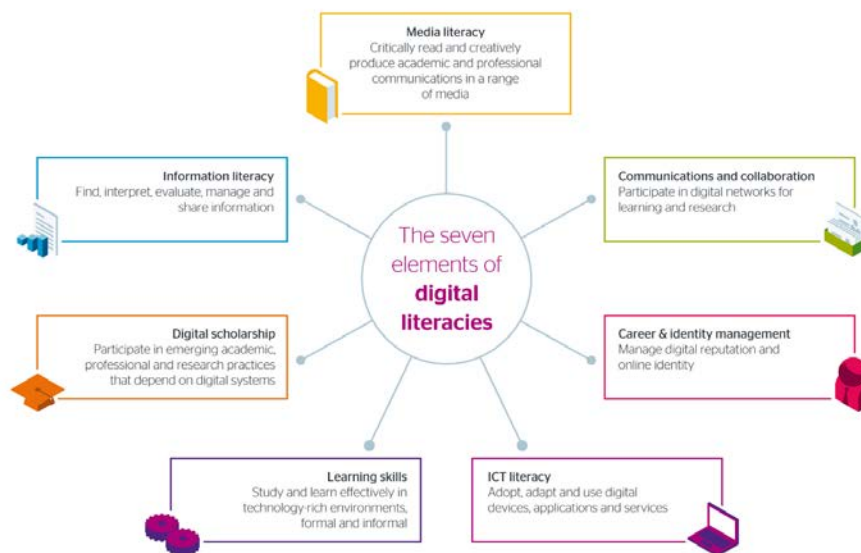 Media literacy
Critically read and creatively
produce academic and professional
communications in a range
of media
Information literacy
Find, interpret, evaluate, manage and
share information
Communications and collaboration
Participate in digital networks for
learning and research
The seven
elements of
digital
literacies
Digital scholarship
Participate in emerging academic,
professional and research practices
that depend on digital systems
Career & identity management
Manage digital reputation and
online identity
Learning skills
Study and learn effectively in
technology-rich environments,
formal and informal
ICT literacy
Adopt, adapt and use digital
devices, applications and services